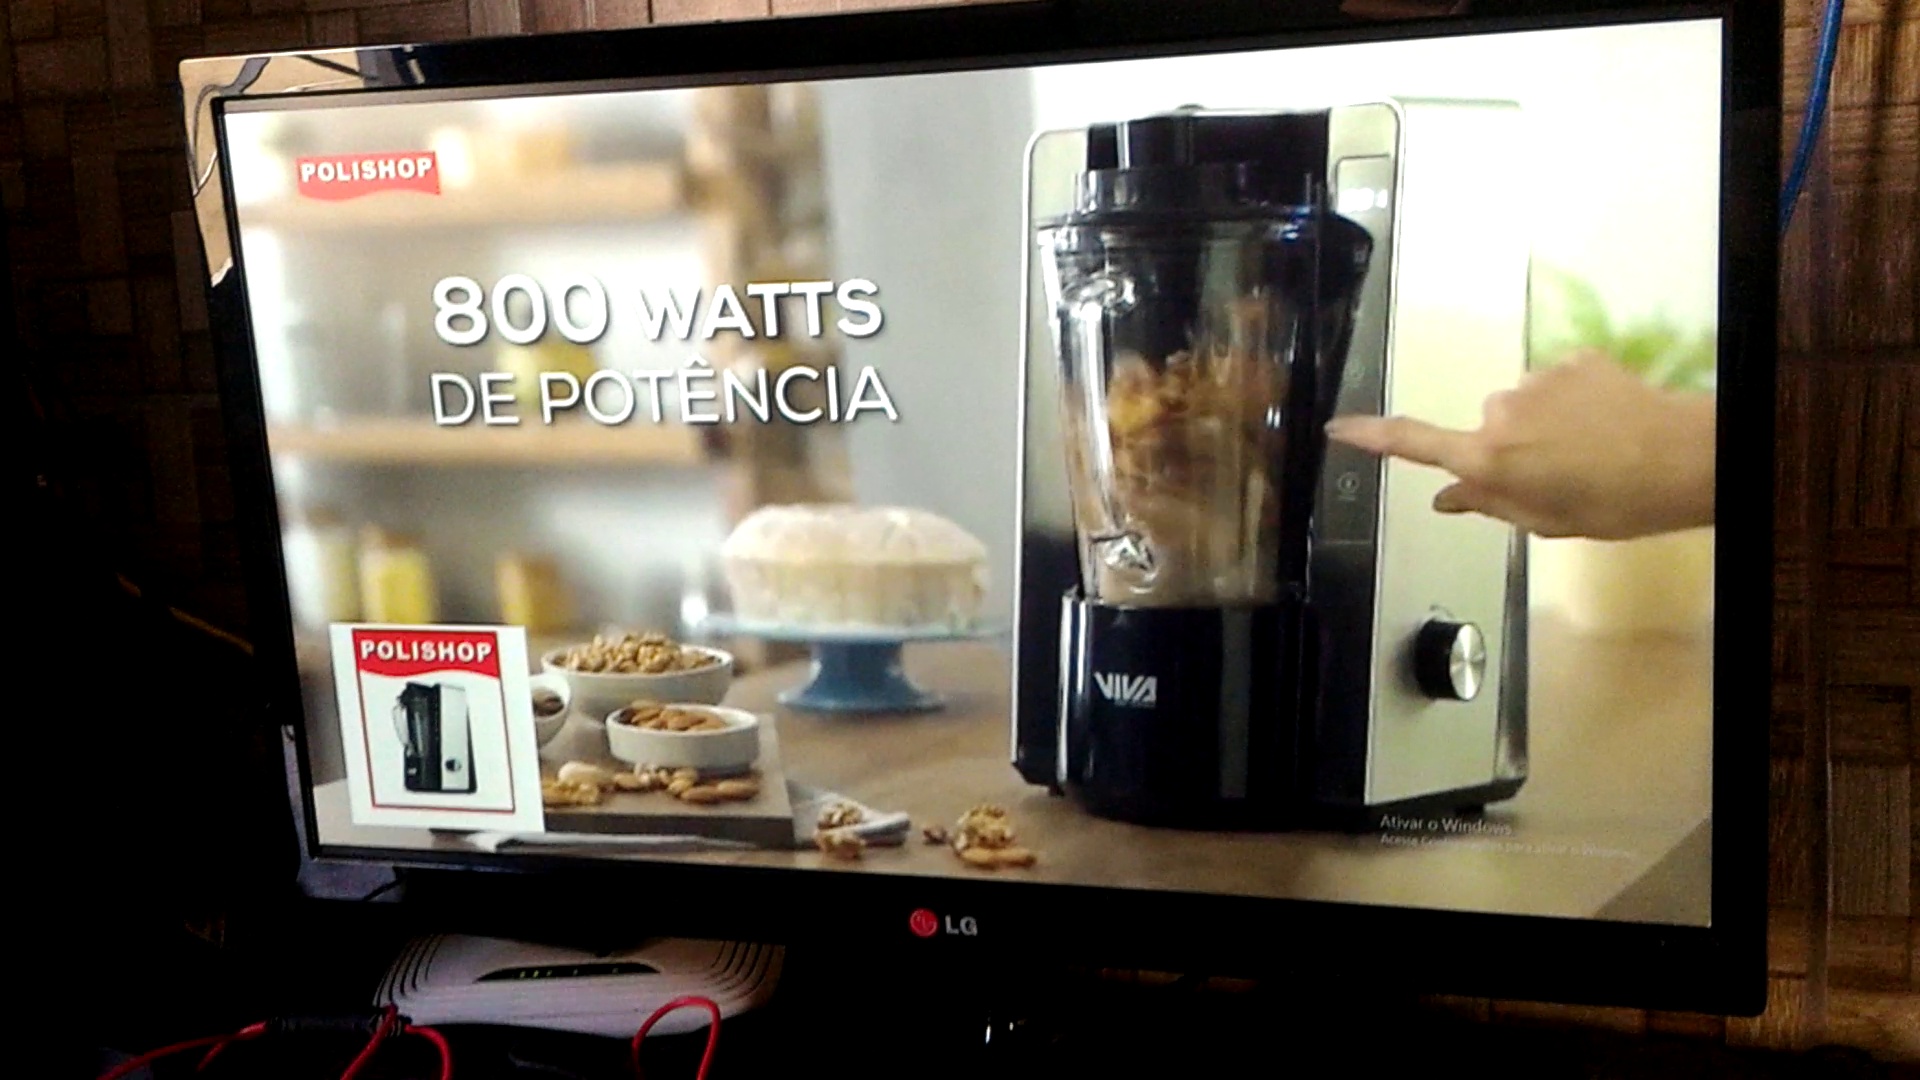 POLISHOP
800 WATTS
DE POTÊNCIA
POLISHOP
VIVA
Ativar o Windows
LG